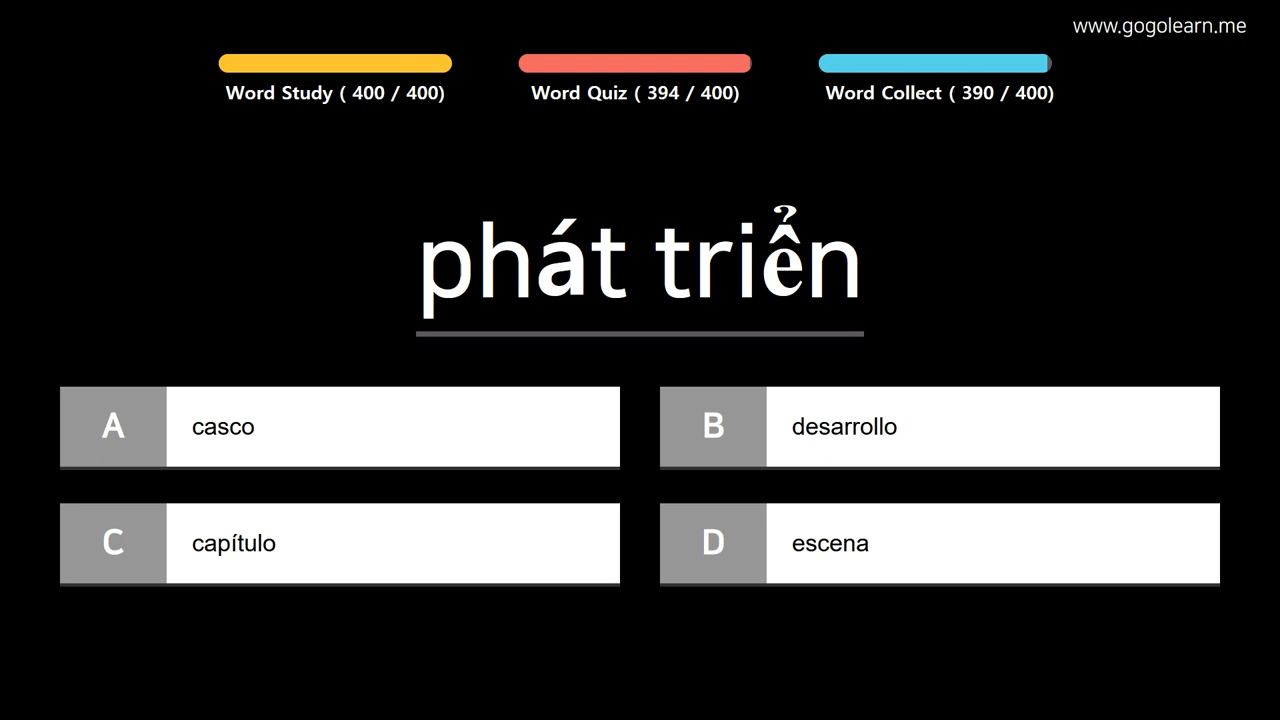 www.gogolearn.me
Word Study ( 400 / 400)
Word Quiz ( 394 / 400)
Word Collect ( 390 / 400)
phát triển
A casco
B desarrollo
C capítulo
D escena